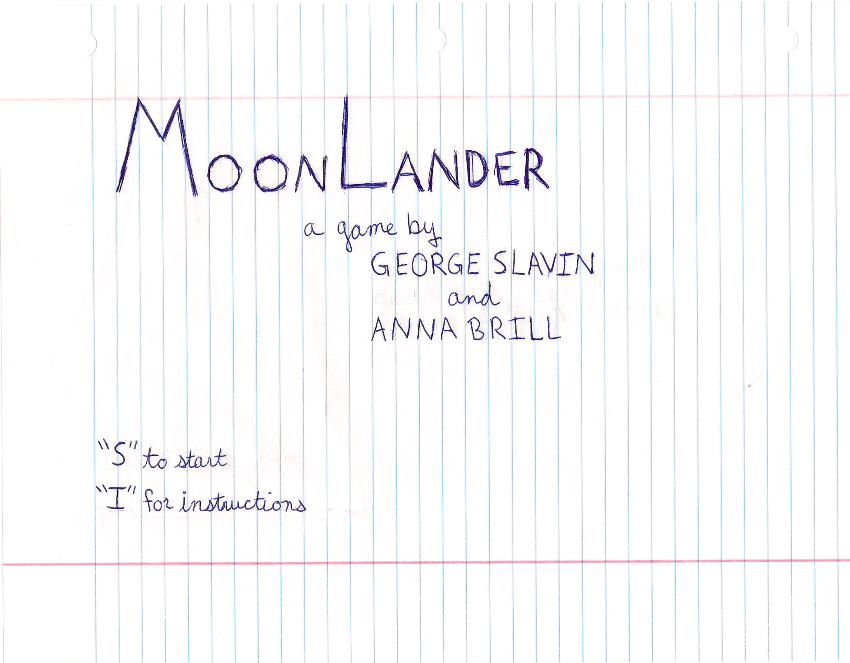 MOONLANDER
a game by
GEORGE SLAVIN
and
ANNA BRILL
"S" to start
"I" for instructions